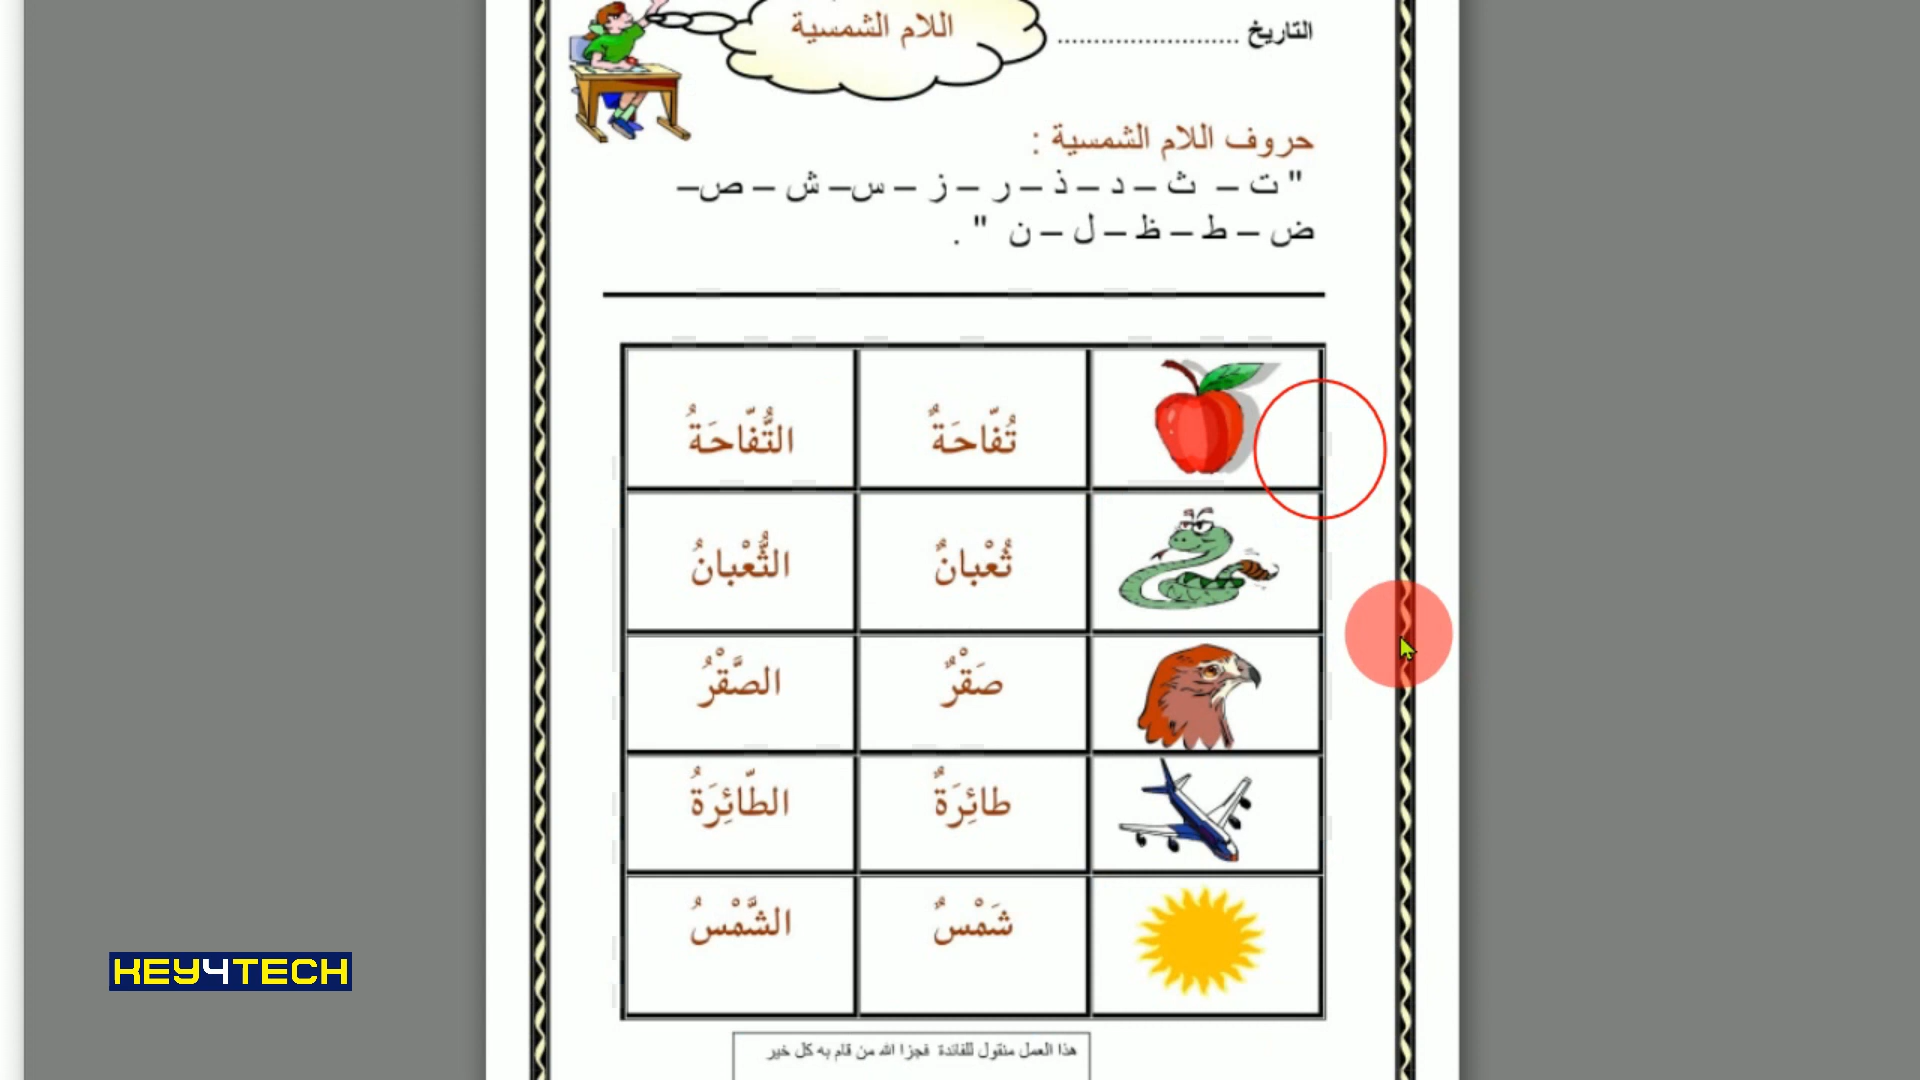 اللام الشمسية
التاريخ ........................
حروف اللام الشمسية :
" ت – ث – د – ذ – ر – ز – س – ش – ص –
ض – ط – ظ – ل – ن " .
تُفّاحَةٌ التُّفّاحَةُ
ثُعْبانٌ الثُّعْبانُ
صَقْرٌ الصَّقْرُ
طائِرَةٌ الطّائِرَةُ
شَمْسٌ الشَّمْسُ
هذا العمل منقول للفائدة فجزا الله من قام به كل خير
KEY4TECH